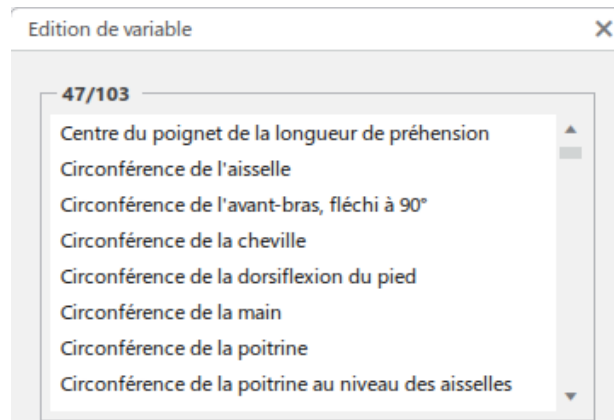 Edition de variable
47/103
Centre du poignet de la longueur de préhension
Circonférence de l'aisselle
Circonférence de l'avant-bras, fléchi à 90°
Circonférence de la cheville
Circonférence de la dorsiflexion du pied
Circonférence de la main
Circonférence de la poitrine
Circonférence de la poitrine au niveau des aisselles